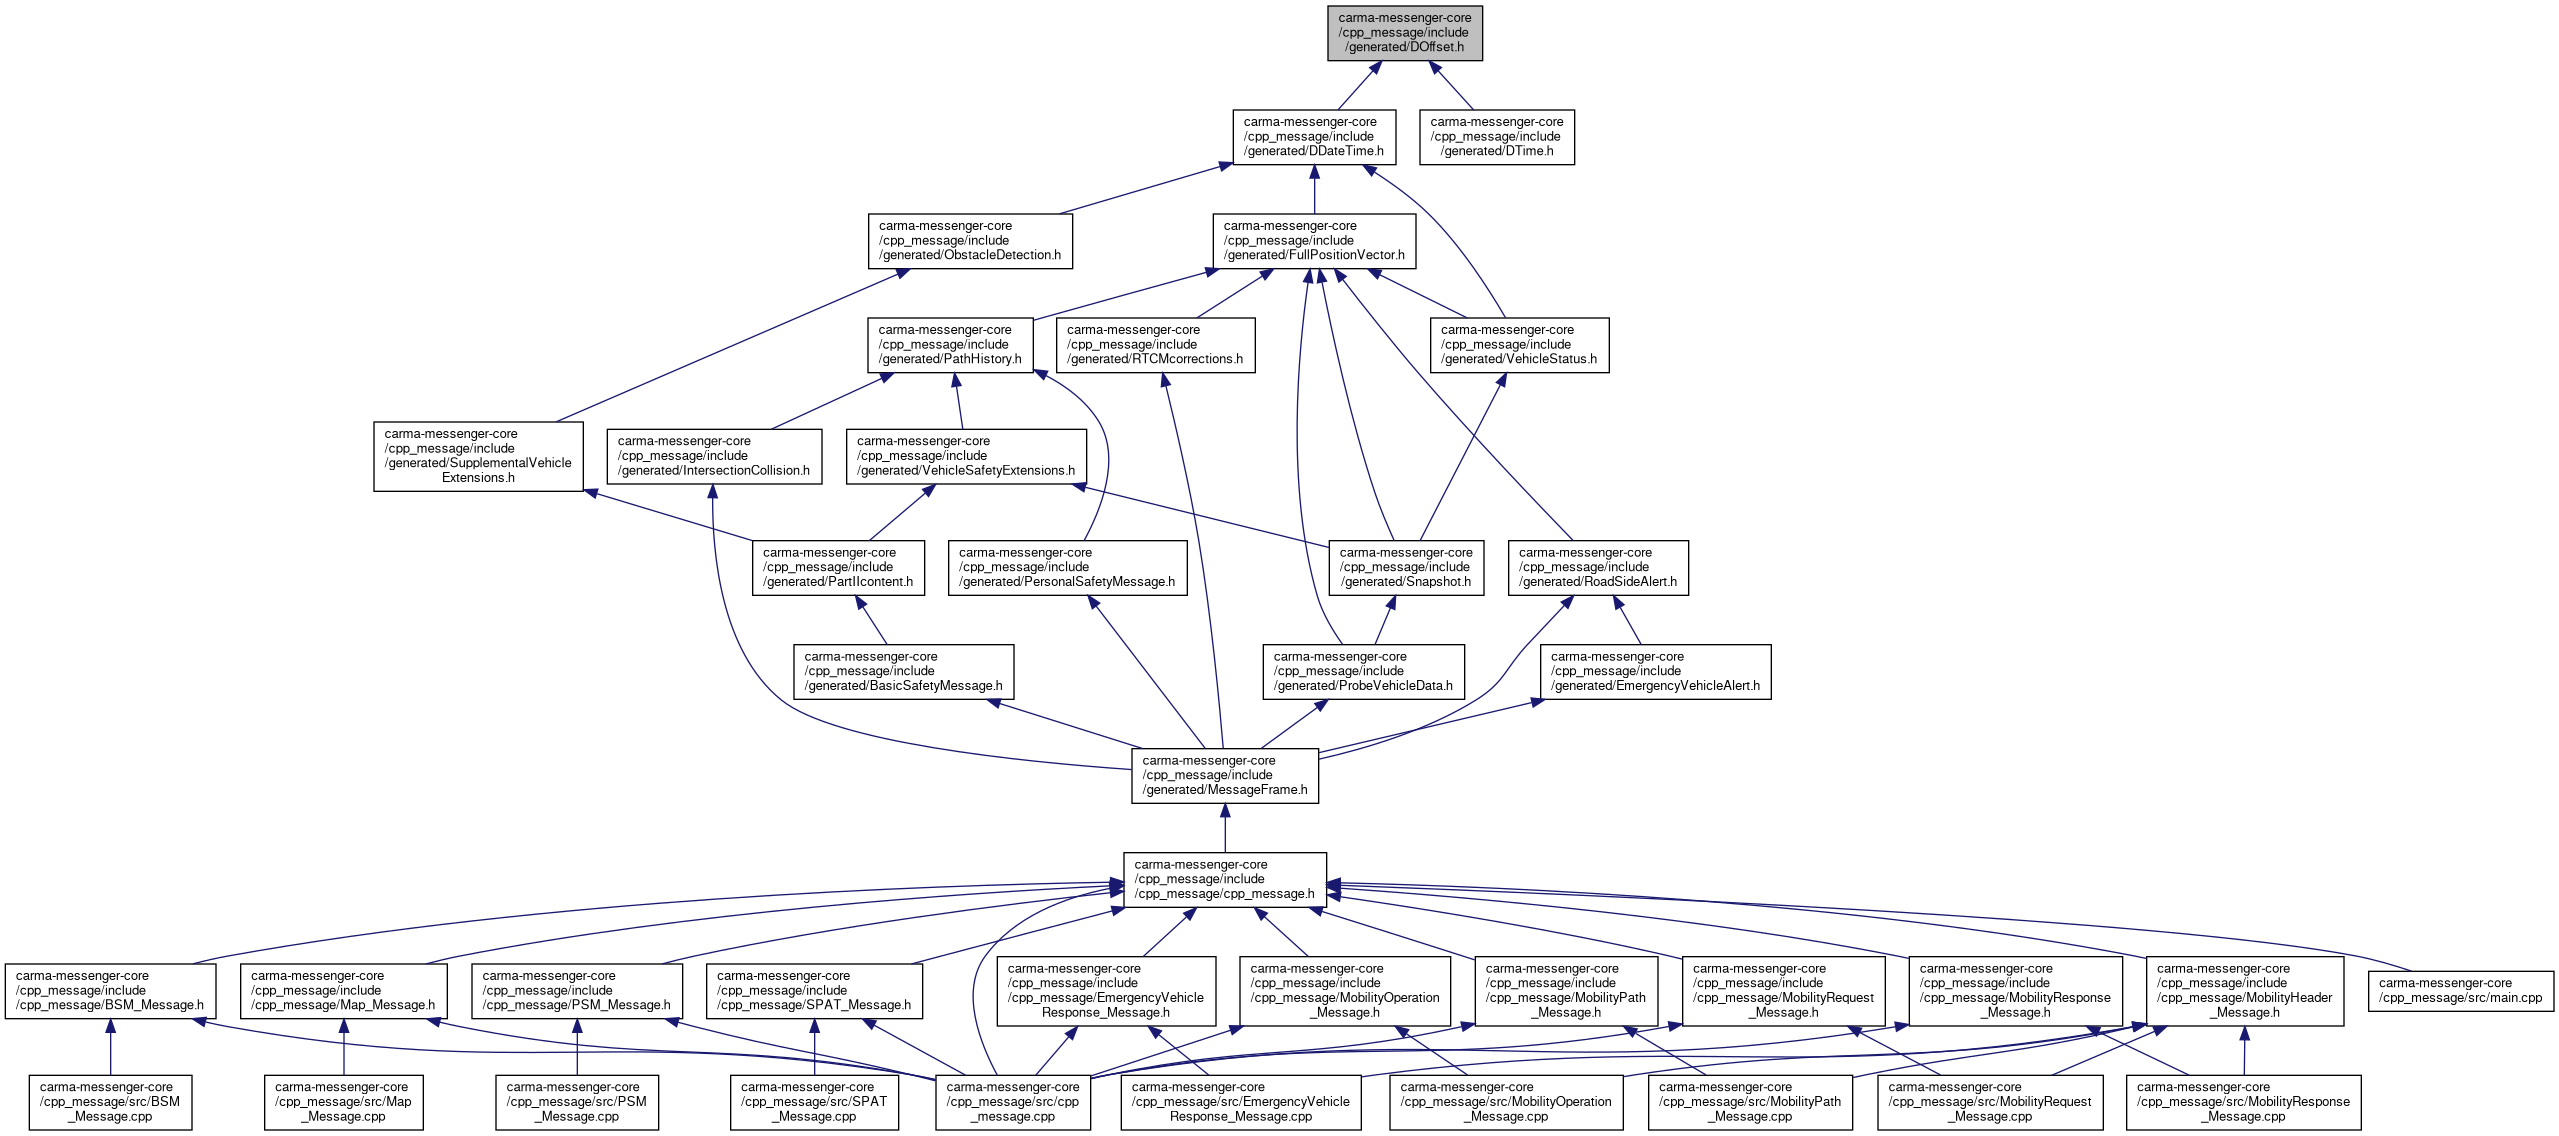 carma-messenger-core
/cpp_message/include
/generated/DOffset.h
carma-messenger-core
/cpp_message/include
/generated/DDateTime.h
carma-messenger-core
/cpp_message/include
/generated/DTime.h
carma-messenger-core
/cpp_message/include
/generated/ObstacleDetection.h
carma-messenger-core
/cpp_message/include
/generated/FullPositionVector.h
carma-messenger-core
/cpp_message/include
/generated/PathHistory.h
carma-messenger-core
/cpp_message/include
/generated/RTCMcorrections.h
carma-messenger-core
/cpp_message/include
/generated/VehicleStatus.h
carma-messenger-core
/cpp_message/include
/generated/SupplementalVehicle
Extensions.h
carma-messenger-core
/cpp_message/include
/generated/IntersectionCollision.h
carma-messenger-core
/cpp_message/include
/generated/VehicleSafetyExtensions.h
carma-messenger-core
/cpp_message/include
/generated/PartIIcontent.h
carma-messenger-core
/cpp_message/include
/generated/PersonalSafetyMessage.h
carma-messenger-core
/cpp_message/include
/generated/Snapshot.h
carma-messenger-core
/cpp_message/include
/generated/RoadSideAlert.h
carma-messenger-core
/cpp_message/include
/generated/BasicSafetyMessage.h
carma-messenger-core
/cpp_message/include
/generated/ProbeVehicleData.h
carma-messenger-core
/cpp_message/include
/generated/EmergencyVehicleAlert.h
carma-messenger-core
/cpp_message/include
/generated/MessageFrame.h
carma-messenger-core
/cpp_message/include
/cpp_message/cpp_message.h
carma-messenger-core
/cpp_message/include
/cpp_message/BSM_Message.h
carma-messenger-core
/cpp_message/include
/cpp_message/Map_Message.h
carma-messenger-core
/cpp_message/include
/cpp_message/PSM_Message.h
carma-messenger-core
/cpp_message/include
/cpp_message/SPAT_Message.h
carma-messenger-core
/cpp_message/include
/cpp_message/EmergencyVehicle
Response_Message.h
carma-messenger-core
/cpp_message/include
/cpp_message/MobilityOperation
_Message.h
carma-messenger-core
/cpp_message/include
/cpp_message/MobilityPath
_Message.h
carma-messenger-core
/cpp_message/include
/cpp_message/MobilityRequest
_Message.h
carma-messenger-core
/cpp_message/include
/cpp_message/MobilityResponse
_Message.h
carma-messenger-core
/cpp_message/include
/cpp_message/MobilityHeader
_Message.h
carma-messenger-core
/cpp_message/src/main.cpp
carma-messenger-core
/cpp_message/src/BSM
_Message.cpp
carma-messenger-core
/cpp_message/src/Map
_Message.cpp
carma-messenger-core
/cpp_message/src/PSM
_Message.cpp
carma-messenger-core
/cpp_message/src/SPAT
_Message.cpp
carma-messenger-core
/cpp_message/src/cpp
_message.cpp
carma-messenger-core
/cpp_message/src/EmergencyVehicle
Response_Message.cpp
carma-messenger-core
/cpp_message/src/MobilityOperation
_Message.cpp
carma-messenger-core
/cpp_message/src/MobilityPath
_Message.cpp
carma-messenger-core
/cpp_message/src/MobilityRequest
_Message.cpp
carma-messenger-core
/cpp_message/src/MobilityResponse
_Message.cpp